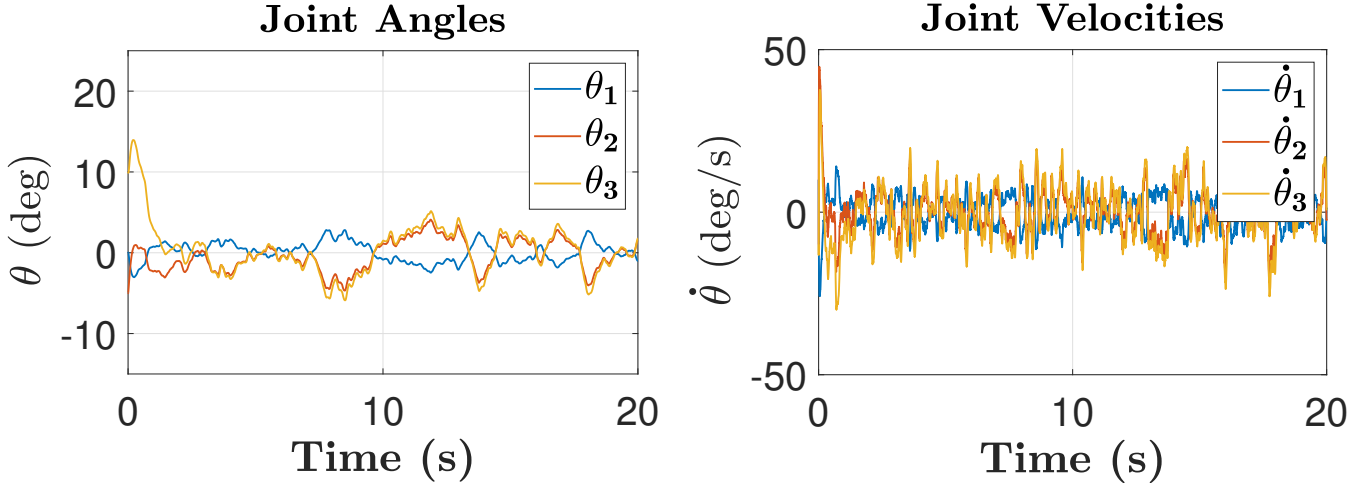 Joint Angles
θ (deg)
20
10
0
-10
0
10
20
Time (s)
θ₁
θ₂
θ₃
Joint Velocities
θ̇ (deg/s)
50
0
-50
0
10
20
Time (s)
θ̇₁
θ̇₂
θ̇₃